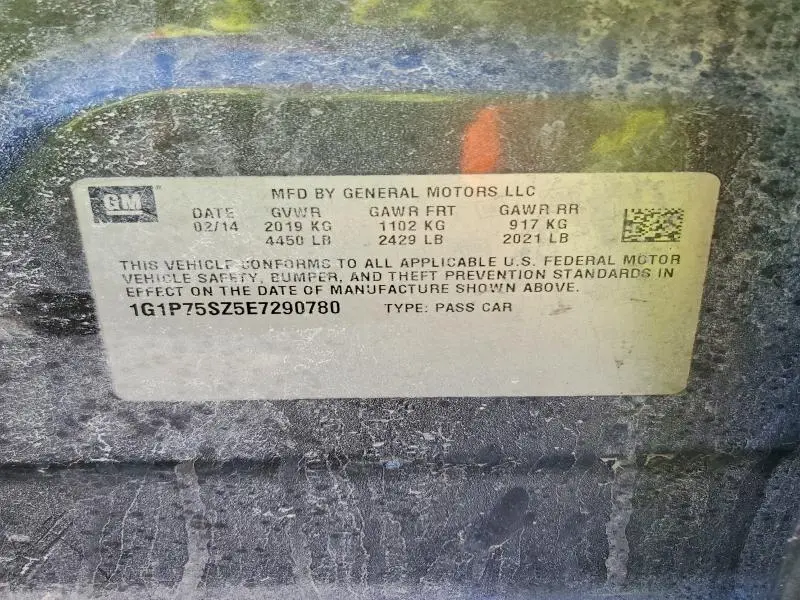 GM
MFD BY GENERAL MOTORS LLC
DATE GVWR GAWR FRT GAWR RR
02/14 2019 KG 1102 KG 917 KG
4450 LB 2429 LB 2021 LB
THIS VEHICLE CONFORMS TO ALL APPLICABLE U.S. FEDERAL MOTOR
VEHICLE SAFETY, BUMPER, AND THEFT PREVENTION STANDARDS IN
EFFECT ON THE DATE OF MANUFACTURE SHOWN ABOVE.
1G1P75SZ5E7290780 TYPE: PASS CAR